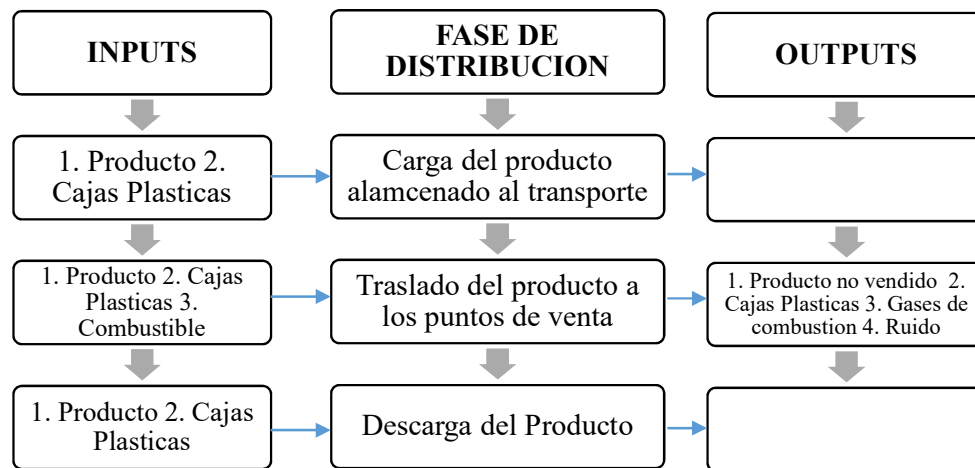 INPUTS
FASE DE
DISTRIBUCION
OUTPUTS
1. Producto 2.
Cajas Plasticas
Carga del producto
alamcenado al transporte
1. Producto 2. Cajas
Plasticas 3.
Combustible
Traslado del producto a
los puntos de venta
1. Producto no vendido 2.
Cajas Plasticas 3. Gases de
combustion 4. Ruido
1. Producto 2. Cajas
Plasticas
Descarga del Producto